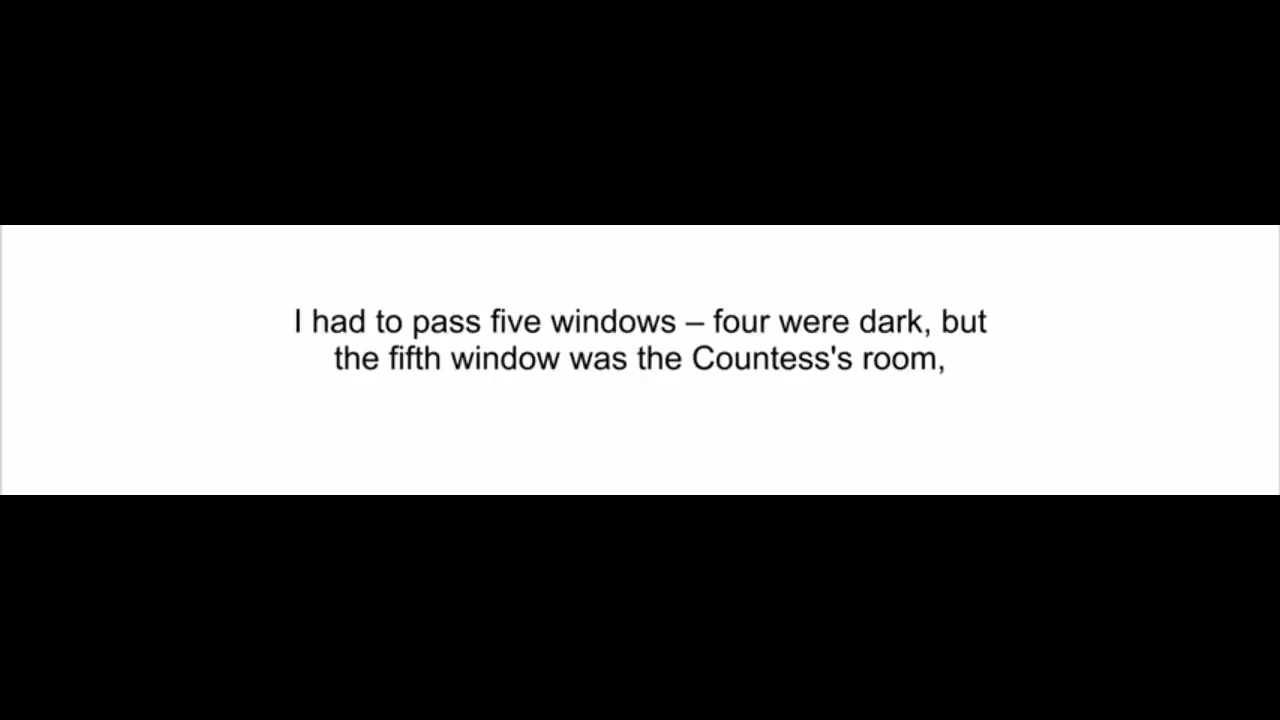 I had to pass five windows – four were dark, but
the fifth window was the Countess's room,